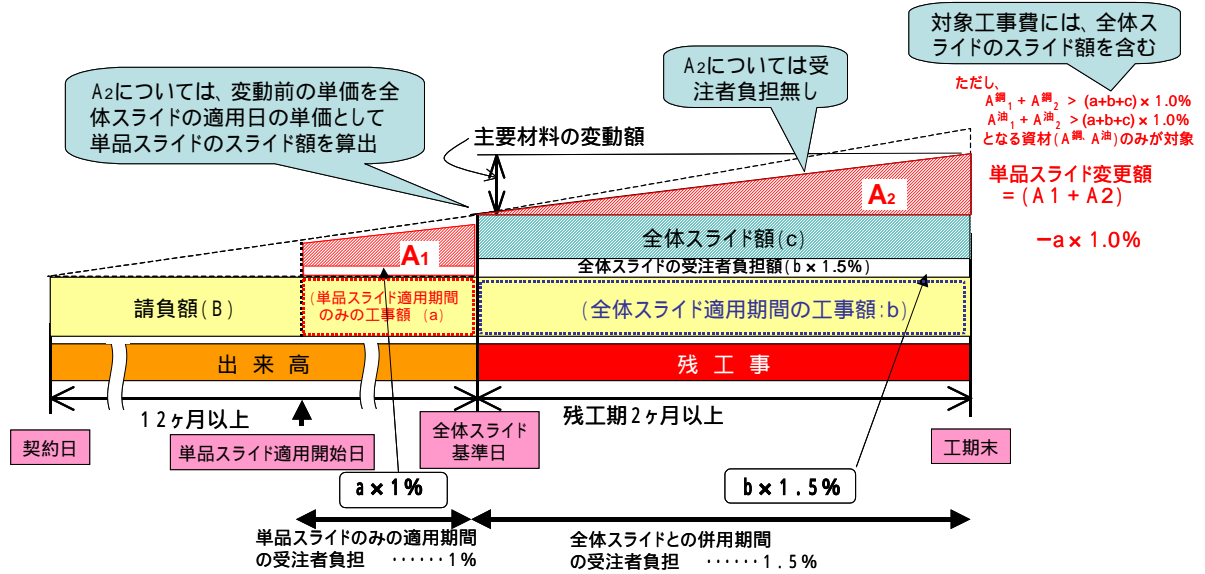 対象工事費には、全体ス
ライドのスライド額を含む
A2については受
注者負担無し
A2については、変動前の単価を全
体スライドの適用日の単価として
単品スライドのスライド額を算出
ただし、
A鋼1 + A鋼2 > (a+b+c) × 1.0%
A油1 + A油2 > (a+b+c) × 1.0%
となる資材(A鋼、A油)のみが対象
主要材料の変動額
単品スライド変更額
=(A1+A2)
−a×1.0%
A2
A1
全体スライド額(c)
全体スライドの受注者負担額(b×1.5%)
請負額(B)
(単品スライド適用期間
のみの工事額 (a)
(全体スライド適用期間の工事額:b)
出 来 高
残 工 事
12ヶ月以上
残工期2ヶ月以上
契約日
単品スライド適用開始日
全体スライド
基準日
工期末
a×1%
b×1.5%
単品スライドのみの適用期間
の受注者負担 ……1%
全体スライドとの併用期間
の受注者負担 ……1.5%